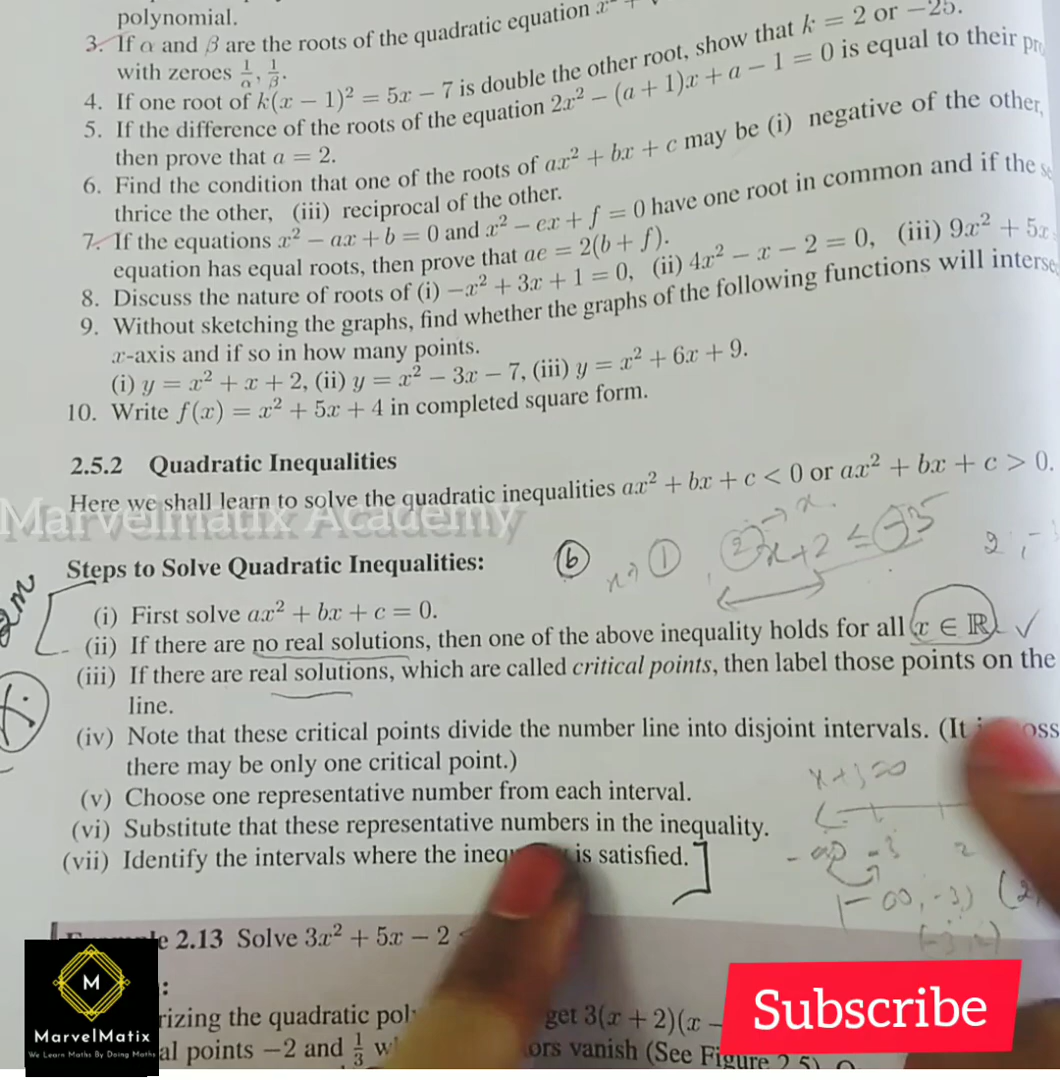 polynomial.
3. If α and β are the roots of the quadratic equation
with zeroes 1/α, 1/β.
4. If one root of k(x − 1)² = 5x − 7 is double the other root, show that k = 2 or −25.
5. If the difference of the roots of the equation 2x² − (a + 1)x + a − 1 = 0 is equal to their
then prove that a = 2.
6. Find the condition that one of the roots of ax² + bx + c may be (i) negative of the other,
thrice the other, (iii) reciprocal of the other.
7. If the equations x² − ax + b = 0 and x² − ex + f = 0 have one root in common and if the
equation has equal roots, then prove that ae = 2(b + f).
8. Discuss the nature of roots of (i) −x² + 3x + 1 = 0, (ii) 4x² − x − 2 = 0, (iii) 9x² + 5x
9. Without sketching the graphs, find whether the graphs of the following functions will
x-axis and if so in how many points.
(i) y = x² + x + 2, (ii) y = x² − 3x − 7, (iii) y = x² + 6x + 9.
10. Write f(x) = x² + 5x + 4 in completed square form.
2.5.2 Quadratic Inequalities
Here we shall learn to solve the quadratic inequalities ax² + bx + c < 0 or ax² + bx + c > 0.
Marvelmatix Academy
Steps to Solve Quadratic Inequalities:
6
1
(i) First solve ax² + bx + c = 0.
(ii) If there are no real solutions, then one of the above inequality holds for all x ∈ ℝ
(iii) If there are real solutions, which are called critical points, then label those points on the
line.
(iv) Note that these critical points divide the number line into disjoint intervals. (It
there may be only one critical point.)
(v) Choose one representative number from each interval.
(vi) Substitute that these representative numbers in the inequality.
(vii) Identify the intervals where the is satisfied.
2.13 Solve 3x² + 5x − 2
the quadratic
get 3(x + 2)(x −
points −2 and 1/3
vanish (See Figure 2.5)
M
MarvelMatix
We Learn Maths By Doing Maths
Subscribe